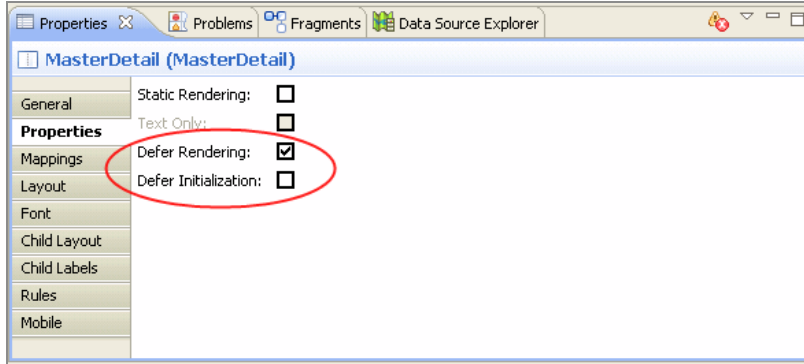 Properties Problems Fragments Data Source Explorer
MasterDetail (MasterDetail)
General
Properties
Mappings
Layout
Font
Child Layout
Child Labels
Rules
Mobile
Static Rendering:
Text Only:
Defer Rendering:
Defer Initialization: